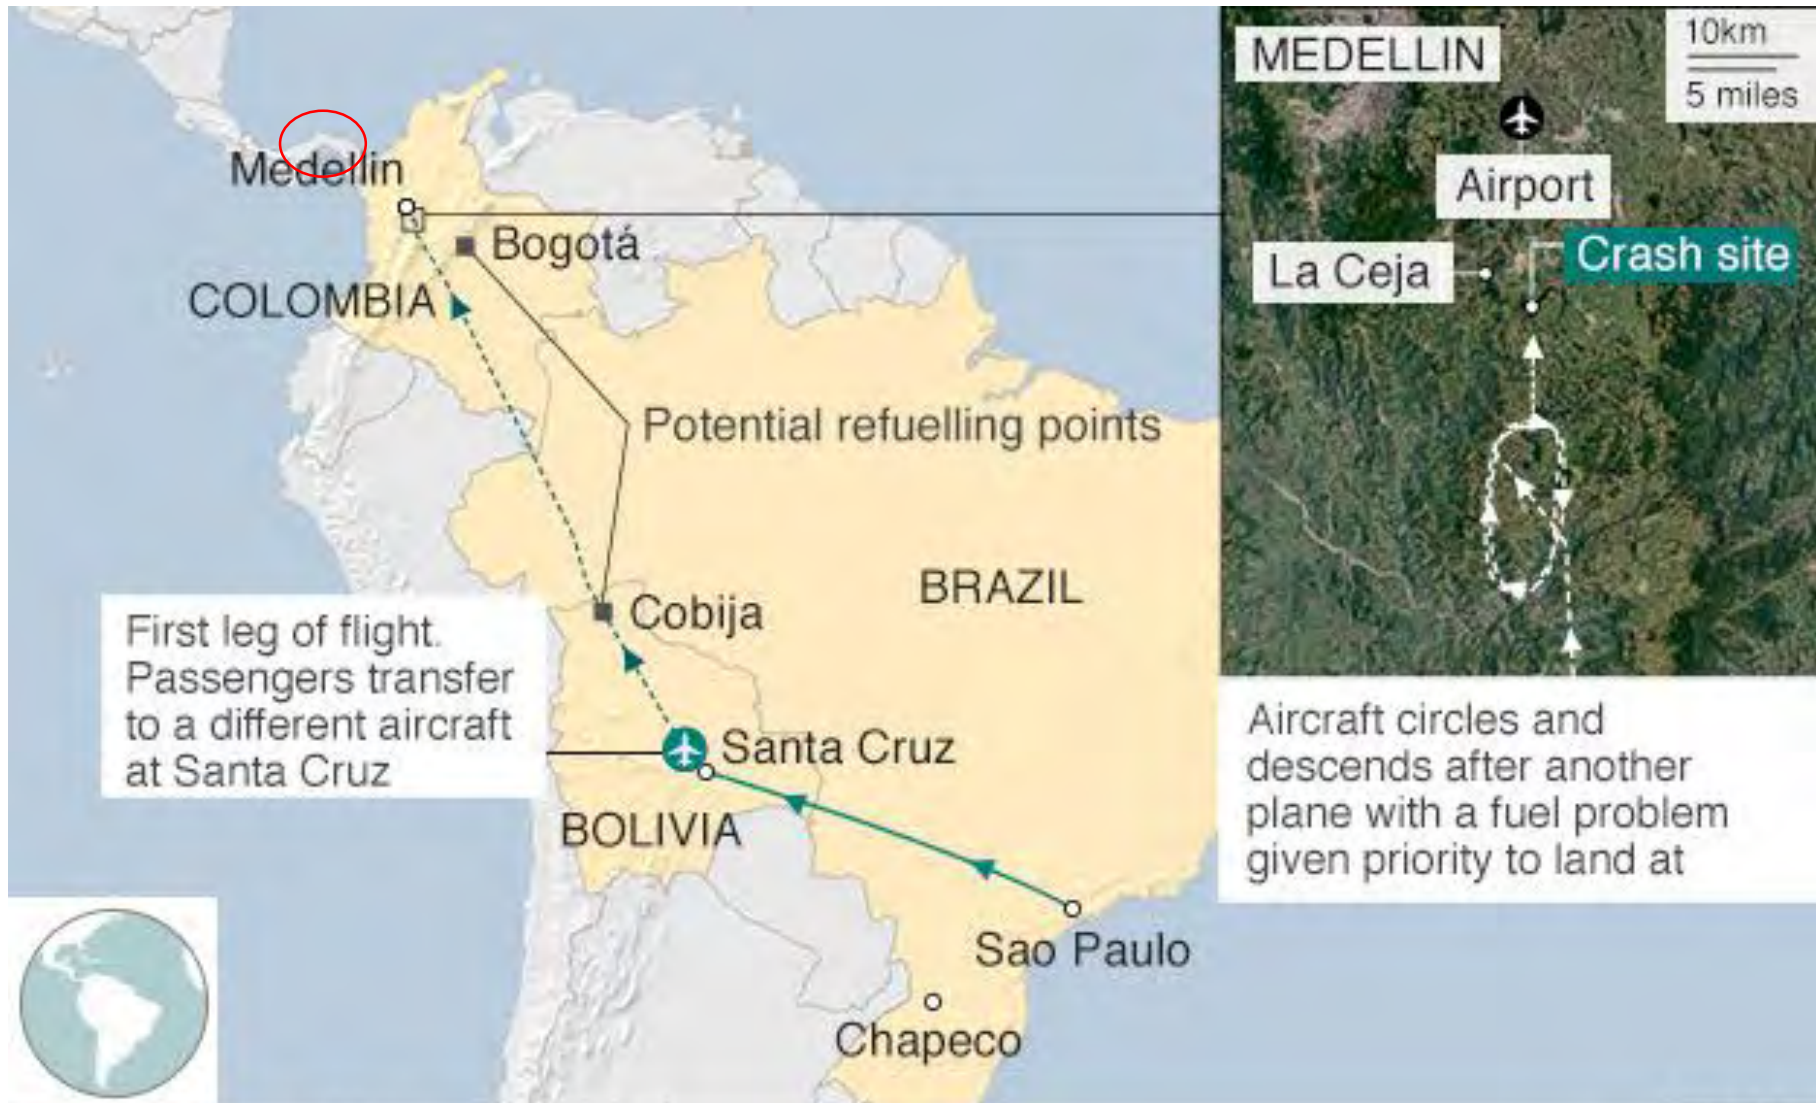 Medellin
Bogotá
COLOMBIA
Potential refuelling points
BRAZIL
Cobija
First leg of flight.
Passengers transfer
to a different aircraft
at Santa Cruz
Santa Cruz
BOLIVIA
Sao Paulo
Chapeco
MEDELLIN
10km
5 miles
Airport
Crash site
La Ceja
Aircraft circles and
descends after another
plane with a fuel problem
given priority to land at